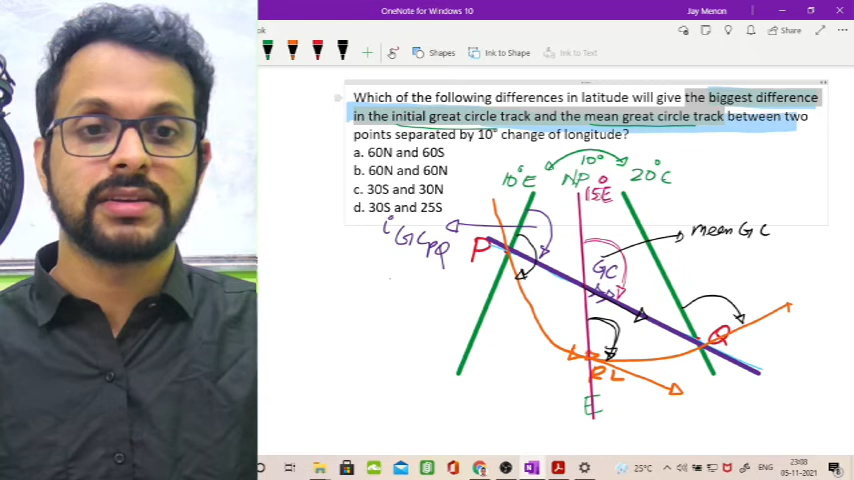 OneNote for Windows 10
Jay Menon
ok
Share
Shapes
Ink to Shape
Ink to Text
Which of the following differences in latitude will give the biggest difference
in the initial great circle track and the mean great circle track between two
points separated by 10° change of longitude?
a. 60N and 60S
b. 60N and 60N
c. 30S and 30N
d. 30S and 25S
10°
10°E
NP
15E
20°E
iGCPQ
P
mean GC
GC
Q
RL
E
25°C
ENG
23:08
05-11-2021